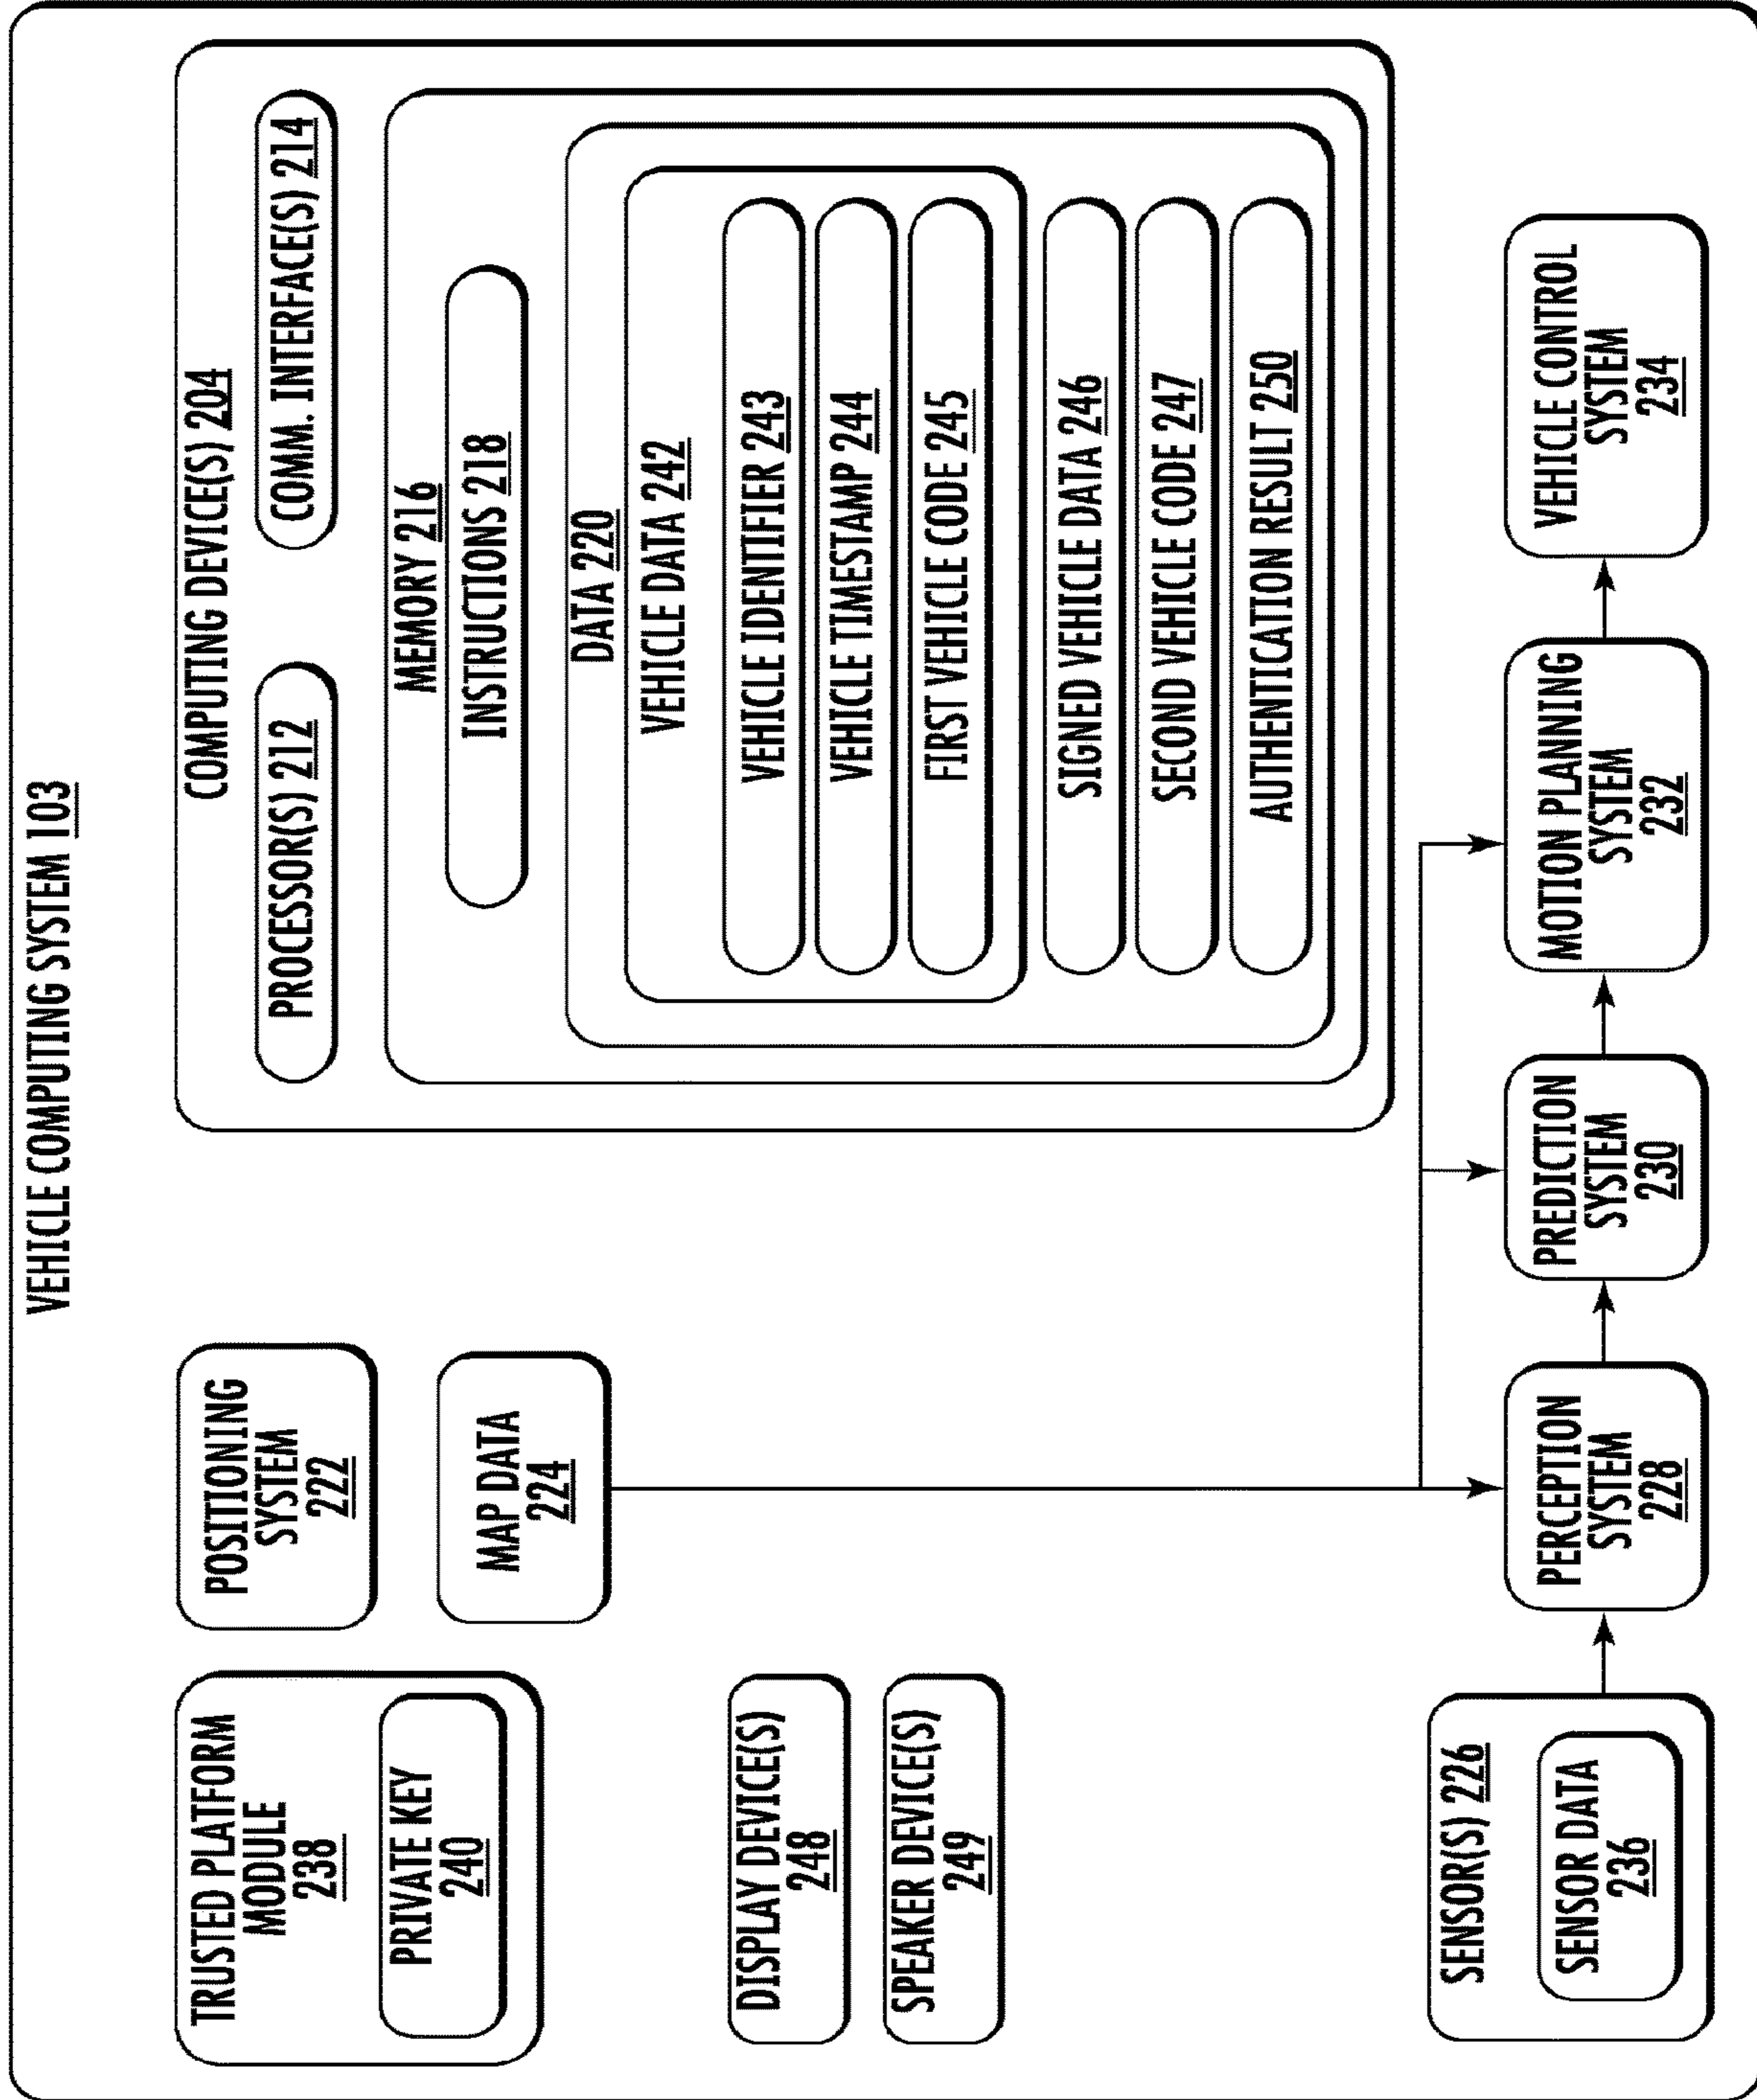 VEHICLE COMPUTING SYSTEM 103
TRUSTED PLATFORM
MODULE
238
PRIVATE KEY
240
POSITIONING
SYSTEM
222
MAP DATA
224
COMPUTING DEVICE(S) 204
PROCESSOR(S) 212
COMM. INTERFACE(S) 214
MEMORY 216
INSTRUCTIONS 218
DATA 220
VEHICLE DATA 242
VEHICLE IDENTIFIER 243
VEHICLE TIMESTAMP 244
FIRST VEHICLE CODE 245
SIGNED VEHICLE DATA 246
SECOND VEHICLE CODE 247
AUTHENTICATION RESULT 250
DISPLAY DEVICE(S)
248
SPEAKER DEVICE(S)
249
SENSOR(S) 226
SENSOR DATA
236
PERCEPTION
SYSTEM
228
PREDICTION
SYSTEM
230
MOTION PLANNING
SYSTEM
232
VEHICLE CONTROL
SYSTEM
234